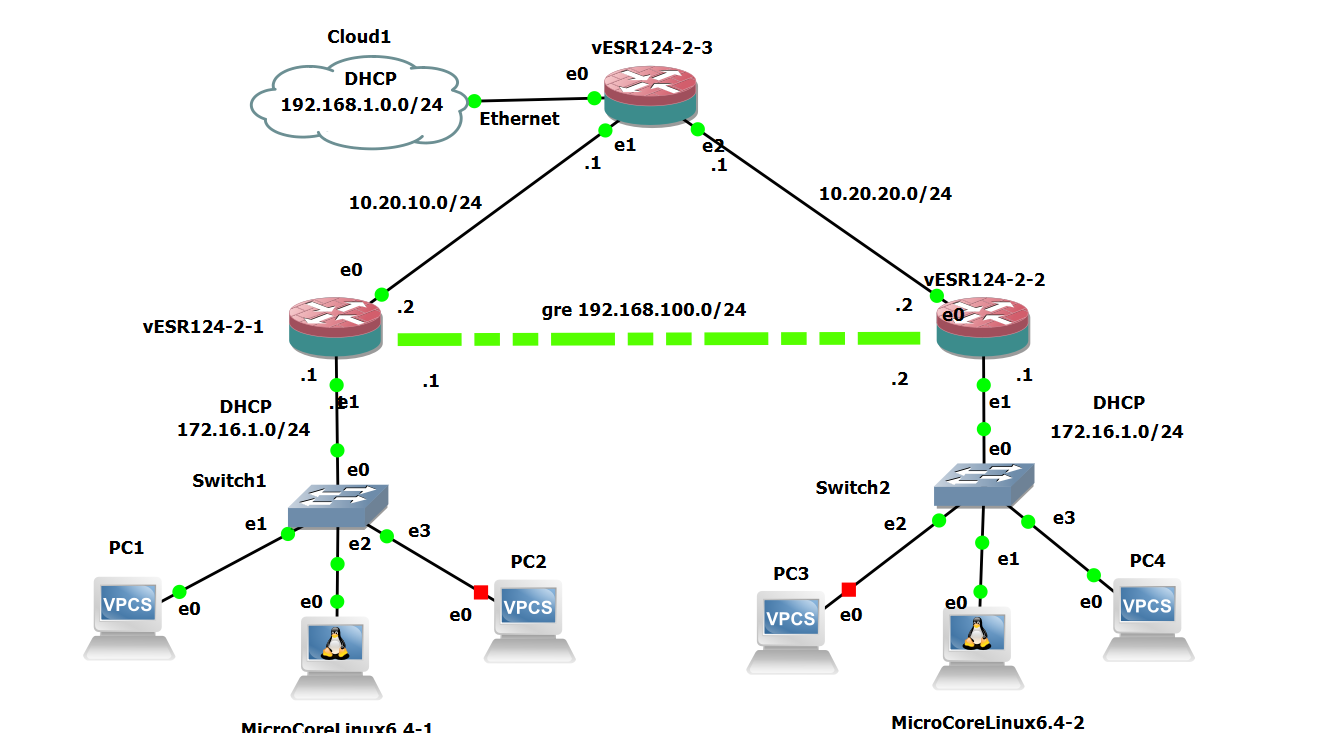 Cloud1
DHCP
192.168.1.0.0/24
Ethernet
e0
vESR124-2-3
e1
.1
e2
.1
10.20.10.0/24
10.20.20.0/24
e0
.2
vESR124-2-1
gre 192.168.100.0/24
vESR124-2-2
.2
e0
.1
.1
.2
.1
.1
e1
DHCP
172.16.1.0/24
e1
DHCP
172.16.1.0/24
e0
Switch1
e0
Switch2
e1
e2
e3
e2
e1
e3
PC1
VPCS
e0
e0
PC2
VPCS
e0
PC3
VPCS
e0
e0
PC4
VPCS
e0
MicroCoreLinux6.4-1
MicroCoreLinux6.4-2